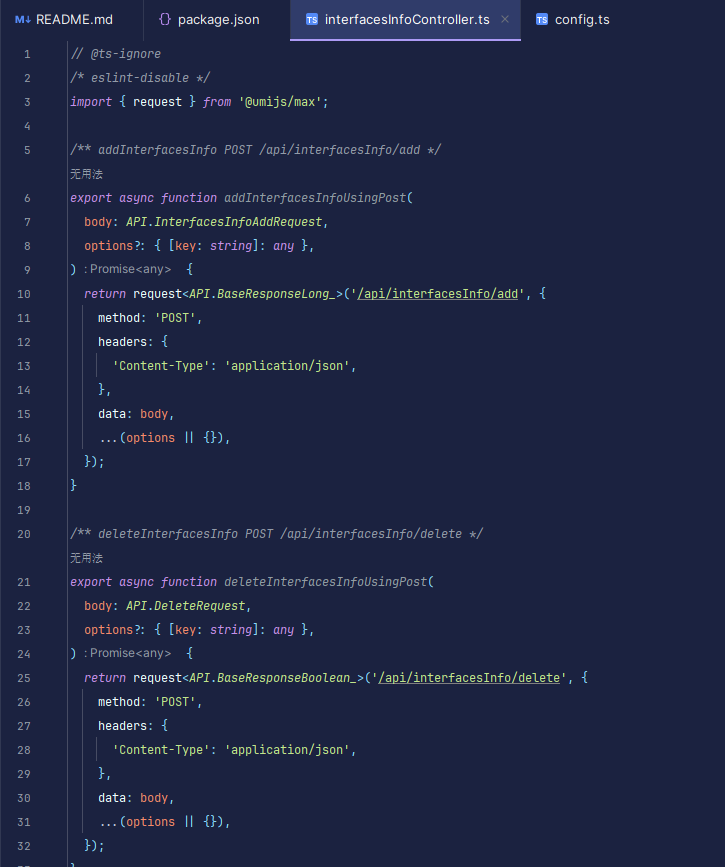 README.md package.json interfacesInfoController.ts config.ts
1 // @ts-ignore
2 /* eslint-disable */
3 import { request } from '@umijs/max';
4
5 /** addInterfacesInfo POST /api/interfacesInfo/add */
无用法
6 export async function addInterfacesInfoUsingPost(
7   body: API.InterfacesInfoAddRequest,
8   options?: { [key: string]: any },
9 ) : Promise<any> {
10   return request<API.BaseResponseLong_>('/api/interfacesInfo/add', {
11     method: 'POST',
12     headers: {
13       'Content-Type': 'application/json',
14     },
15     data: body,
16     ...(options || {}),
17   });
18 }
19
20 /** deleteInterfacesInfo POST /api/interfacesInfo/delete */
无用法
21 export async function deleteInterfacesInfoUsingPost(
22   body: API.DeleteRequest,
23   options?: { [key: string]: any },
24 ) : Promise<any> {
25   return request<API.BaseResponseBoolean_>('/api/interfacesInfo/delete', {
26     method: 'POST',
27     headers: {
28       'Content-Type': 'application/json',
29     },
30     data: body,
31     ...(options || {}),
32   });